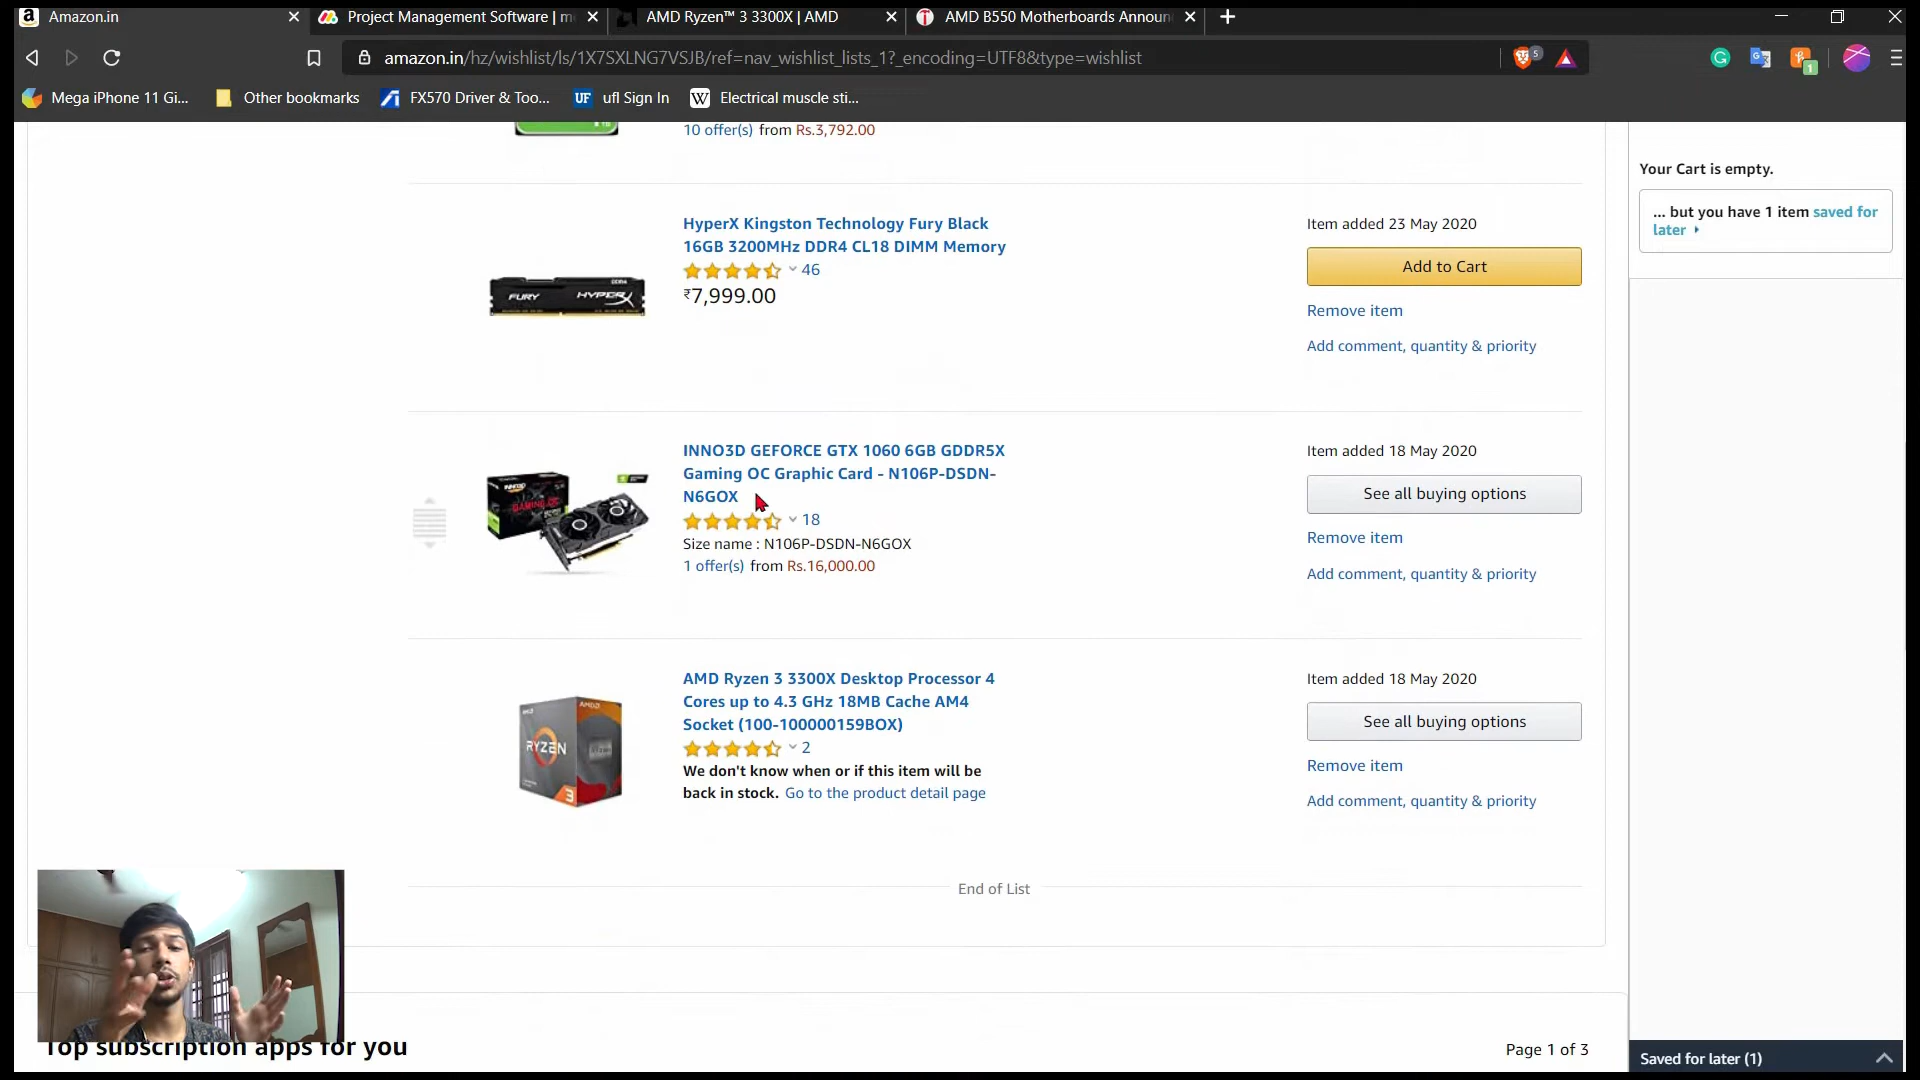 Amazon.in
Project Management Software | m
AMD Ryzen™ 3 3300X | AMD
AMD B550 Motherboards Announ
amazon.in/hz/wishlist/ls/1X7SXLNG7VSJB/ref=nav_wishlist_lists_1?_encoding=UTF8&type=wishlist
5
1
Mega iPhone 11 Gi...
Other bookmarks
FX570 Driver & Too...
UF ufl Sign In
W Electrical muscle sti...
10 offer(s) from Rs.3,792.00
Your Cart is empty.
... but you have 1 item saved for
later
HyperX Kingston Technology Fury Black
16GB 3200MHz DDR4 CL18 DIMM Memory
46
₹7,999.00
FURY HYPERX
Item added 23 May 2020
Add to Cart
Remove item
Add comment, quantity & priority
INNO3D GEFORCE GTX 1060 6GB GDDR5X
Gaming OC Graphic Card - N106P-DSDN-
N6GOX
18
Size name : N106P-DSDN-N6GOX
1 offer(s) from Rs.16,000.00
Item added 18 May 2020
See all buying options
Remove item
Add comment, quantity & priority
AMD Ryzen 3 3300X Desktop Processor 4
Cores up to 4.3 GHz 18MB Cache AM4
Socket (100-100000159BOX)
2
We don't know when or if this item will be
back in stock. Go to the product detail page
RYZEN
3
Item added 18 May 2020
See all buying options
Remove item
Add comment, quantity & priority
End of List
Top subscription apps for you
Page 1 of 3
Saved for later (1)